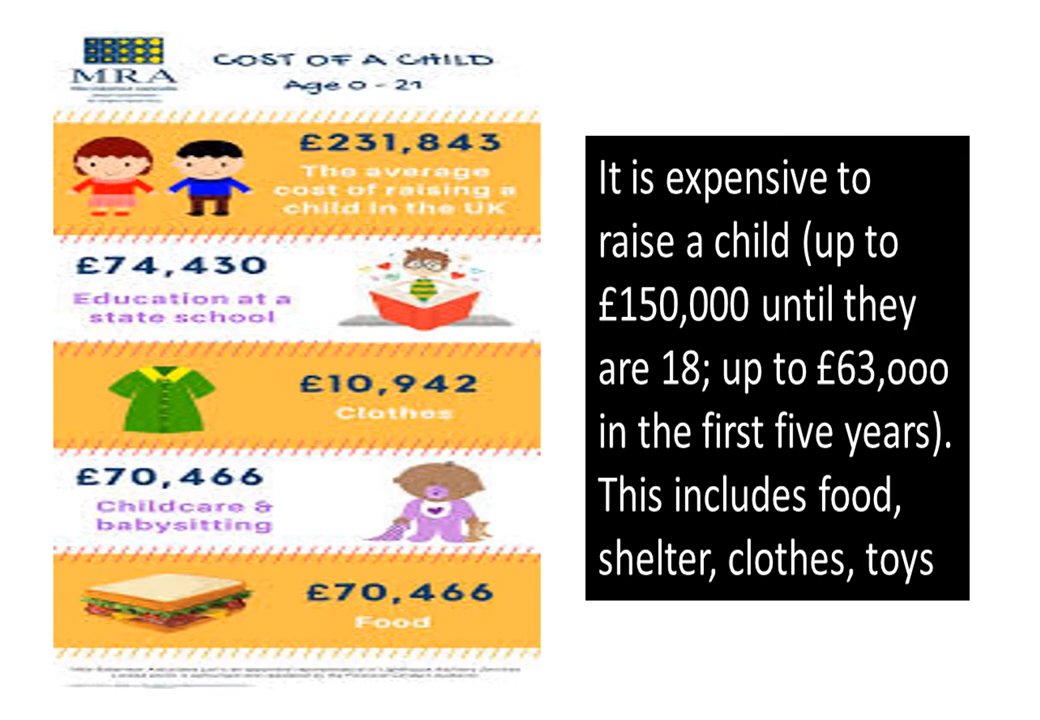 MRA
COST OF A CHILD
Age 0 - 21
£231,843
The average
cost of raising a
child in the UK
£74,430
Education at a
state school
£10,942
Clothes
£70,466
Childcare &
babysitting
£70,466
Food
It is expensive to
raise a child (up to
£150,000 until they
are 18; up to £63,ooo
in the first five years).
This includes food,
shelter, clothes, toys